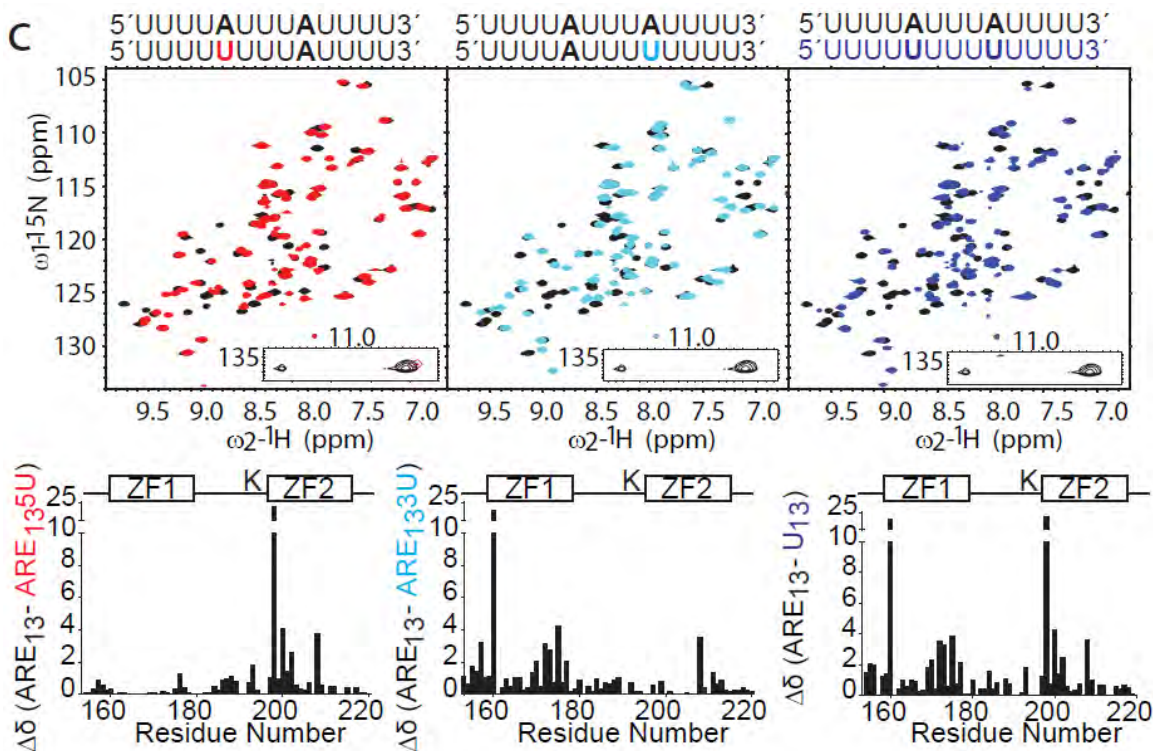 C
5´UUUUAUUUAUUUU3´ 5´UUUUAUUUAUUUU3´ 5´UUUUAUUUAUUUU3´
5´UUUUUUUUAUUUU3´ 5´UUUUAUUUUUUUU3´ 5´UUUUUUUUUUUUU3´
105
110
115
120
125
130
ω1-15N (ppm)
11.0 11.0 11.0
135 135 135
9.5 9.0 8.5 8.0 7.5 7.0 9.5 9.0 8.5 8.0 7.5 7.0 9.5 9.0 8.5 8.0 7.5 7.0
ω2-1H (ppm) ω2-1H (ppm) ω2-1H (ppm)
ZF1 K ZF2 ZF1 K ZF2 ZF1 K ZF2
25 25 25
10 10 10
8 8 8
6 6 6
4 4 4
2 2 2
0 0 0
Δδ (ARE13- ARE135U) Δδ (ARE13- ARE133U) Δδ (ARE13- U13)
160 180 200 220 160 180 200 220 160 180 200 220
Residue Number Residue Number Residue Number